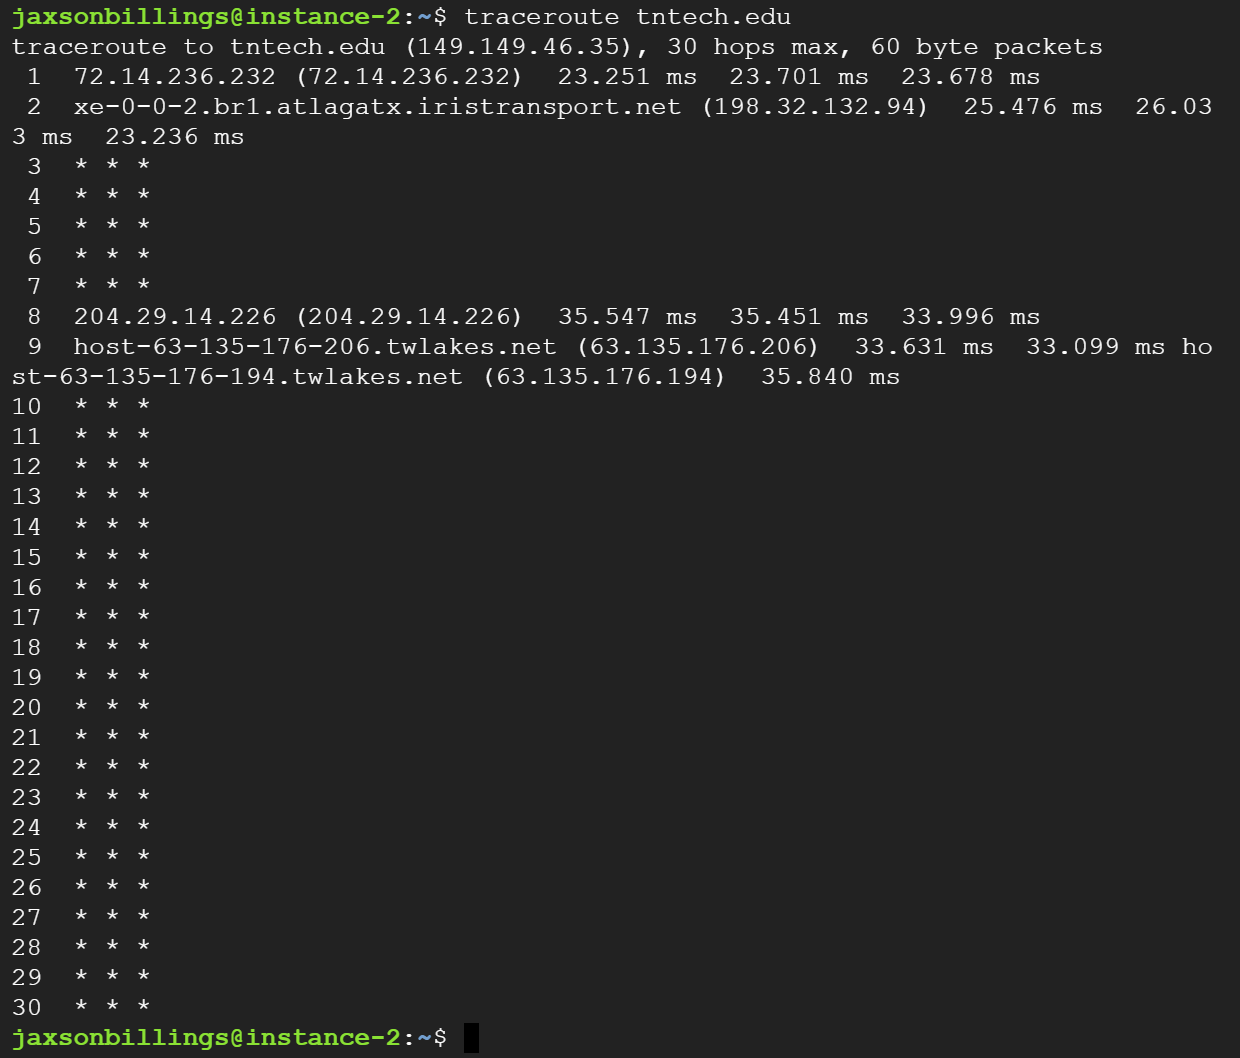 jaxsonbillings@instance-2:~$ traceroute tntech.edu
traceroute to tntech.edu (149.149.46.35), 30 hops max, 60 byte packets
 1  72.14.236.232 (72.14.236.232)  23.251 ms  23.701 ms  23.678 ms
 2  xe-0-0-2.br1.atlagatx.iristransport.net (198.32.132.94)  25.476 ms  26.03
3 ms  23.236 ms
 3  * * *
 4  * * *
 5  * * *
 6  * * *
 7  * * *
 8  204.29.14.226 (204.29.14.226)  35.547 ms  35.451 ms  33.996 ms
 9  host-63-135-176-206.twlakes.net (63.135.176.206)  33.631 ms  33.099 ms ho
st-63-135-176-194.twlakes.net (63.135.176.194)  35.840 ms
10  * * *
11  * * *
12  * * *
13  * * *
14  * * *
15  * * *
16  * * *
17  * * *
18  * * *
19  * * *
20  * * *
21  * * *
22  * * *
23  * * *
24  * * *
25  * * *
26  * * *
27  * * *
28  * * *
29  * * *
30  * * *
jaxsonbillings@instance-2:~$